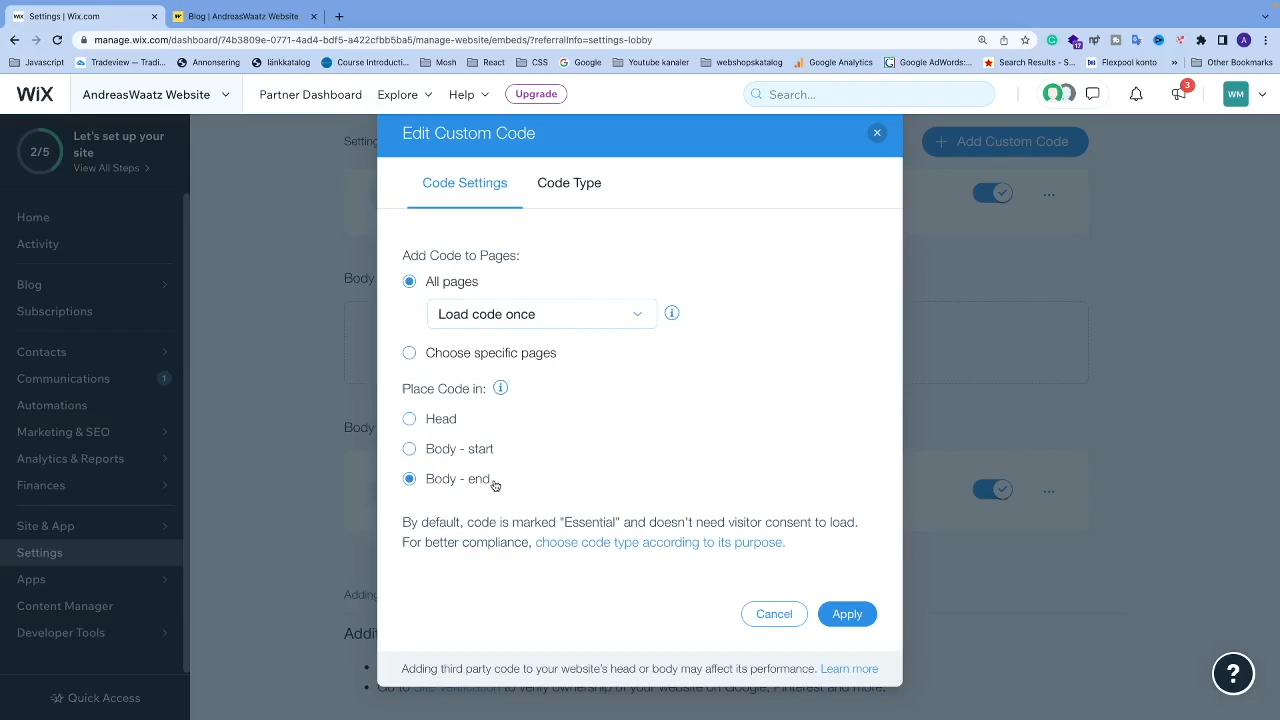 Settings | Wix.com
Blog | AndreasWaatz Website
manage.wix.com/dashboard/74b3809e-0771-4ad4-bdf5-a422cfbb5ba5/manage-website/embeds/?referralInfo=settings-lobby
17
A
Javascript
Tradeview – Tradi...
Annonsering
länkkatalog
Course Introducti...
Mosh
React
CSS
Google
Youtube kanaler
webshopskatalog
Google Analytics
Google AdWords:...
Search Results - S...
Flexpool konto
»
Other Bookmarks
WiX
AndreasWaatz Website
Partner Dashboard
Explore
Help
Upgrade
Search...
3
WM
2/5
Let's set up your
site
View All Steps
Home
Activity
Blog
Subscriptions
Contacts
Communications
1
Automations
Marketing & SEO
Analytics & Reports
Finances
Site & App
Settings
Apps
Content Manager
Developer Tools
Quick Access
+ Add Custom Code
Body
Body
Edit Custom Code
Code Settings
Code Type
Add Code to Pages:
All pages
Load code once
Choose specific pages
Place Code in:
Head
Body - start
Body - end
By default, code is marked "Essential" and doesn't need visitor consent to load.
For better compliance, choose code type according to its purpose.
Cancel
Apply
Adding third party code to your website's head or body may affect its performance. Learn more
Go to Site Verification to verify ownership of your website on Google, Pinterest and more.
?